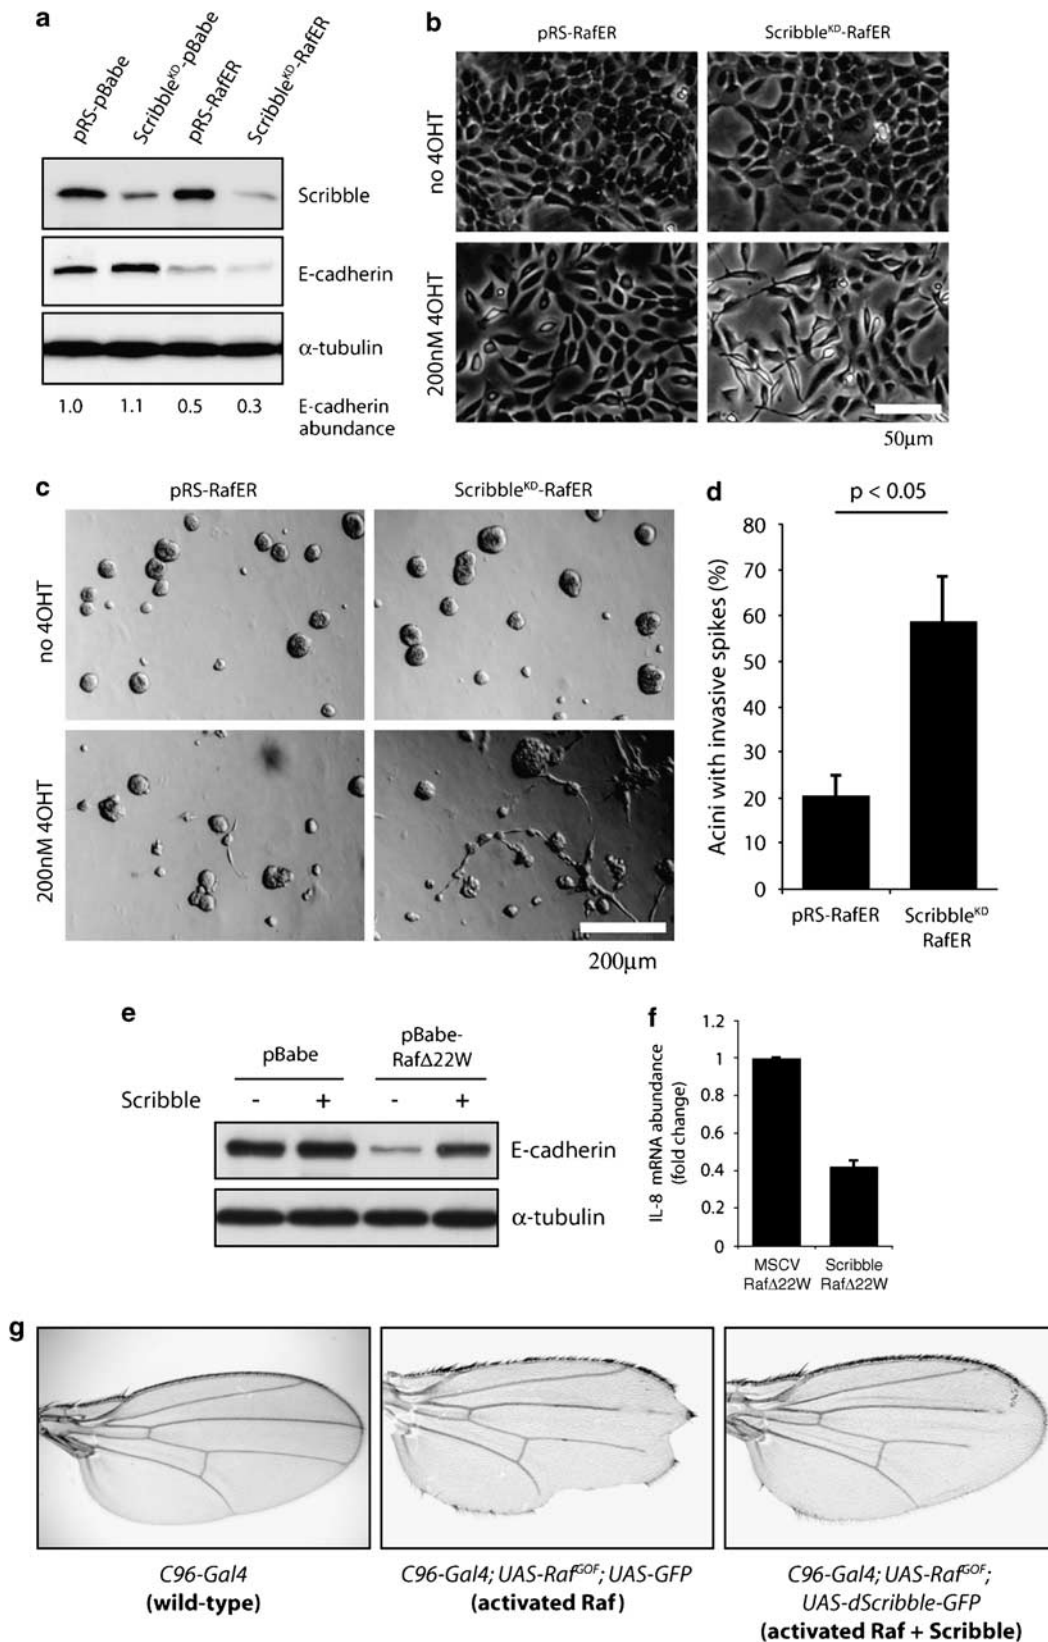 a
pRS-pBabe
Scribble^KD-pBabe
pRS-RafER
Scribble^KD-RafER
Scribble
E-cadherin
α-tubulin
1.0 1.1 0.5 0.3 E-cadherin
abundance
b
pRS-RafER Scribble^KD-RafER
no 4OHT
200nM 4OHT
50μm
c
pRS-RafER Scribble^KD-RafER
no 4OHT
200nM 4OHT
200μm
d
p < 0.05
Acini with invasive spikes (%)
80
70
60
50
40
30
20
10
0
pRS-RafER Scribble^KD
RafER
e
pBabe pBabe-
RafΔ22W
Scribble - + - +
E-cadherin
α-tubulin
f
IL-8 mRNA abundance
(fold change)
1.2
1
0.8
0.6
0.4
0.2
0
MSCV Scribble
RafΔ22W RafΔ22W
g
C96-Gal4
(wild-type)
C96-Gal4; UAS-Raf^GOF; UAS-GFP
(activated Raf)
C96-Gal4; UAS-Raf^GOF;
UAS-dScribble-GFP
(activated Raf + Scribble)